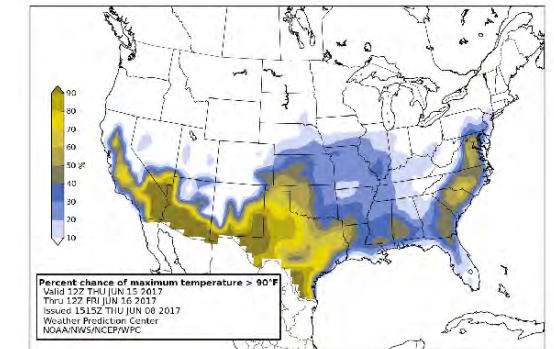 90
80
70
60
50 %
40
30
20
10
Percent chance of maximum temperature > 90°F
Valid 12Z THU JUN 15 2017
Thru 12Z FRI JUN 16 2017
Issued 1515Z THU JUN 08 2017
Weather Prediction Center
NOAA/NWS/NCEP/WPC